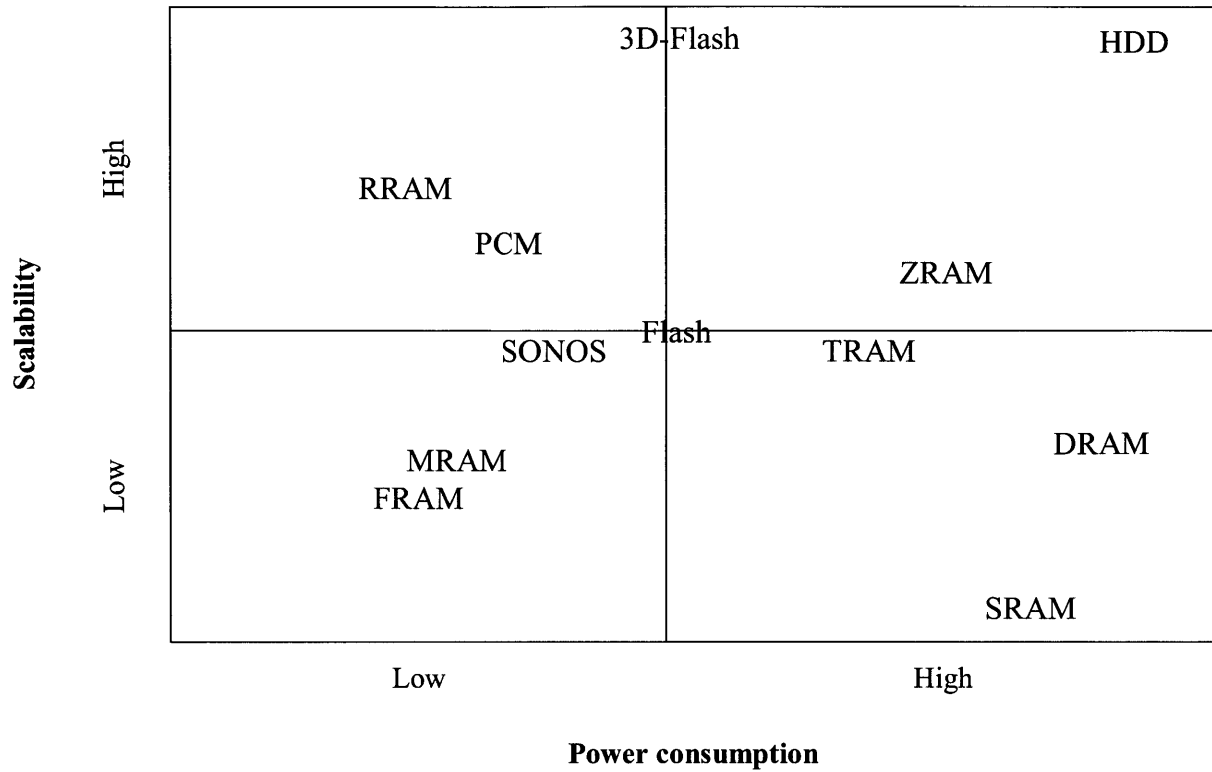 3D-Flash
HDD
High
RRAM
PCM
ZRAM
Scalability
Flash
SONOS
TRAM
DRAM
MRAM
Low
FRAM
SRAM
Low
High
Power consumption